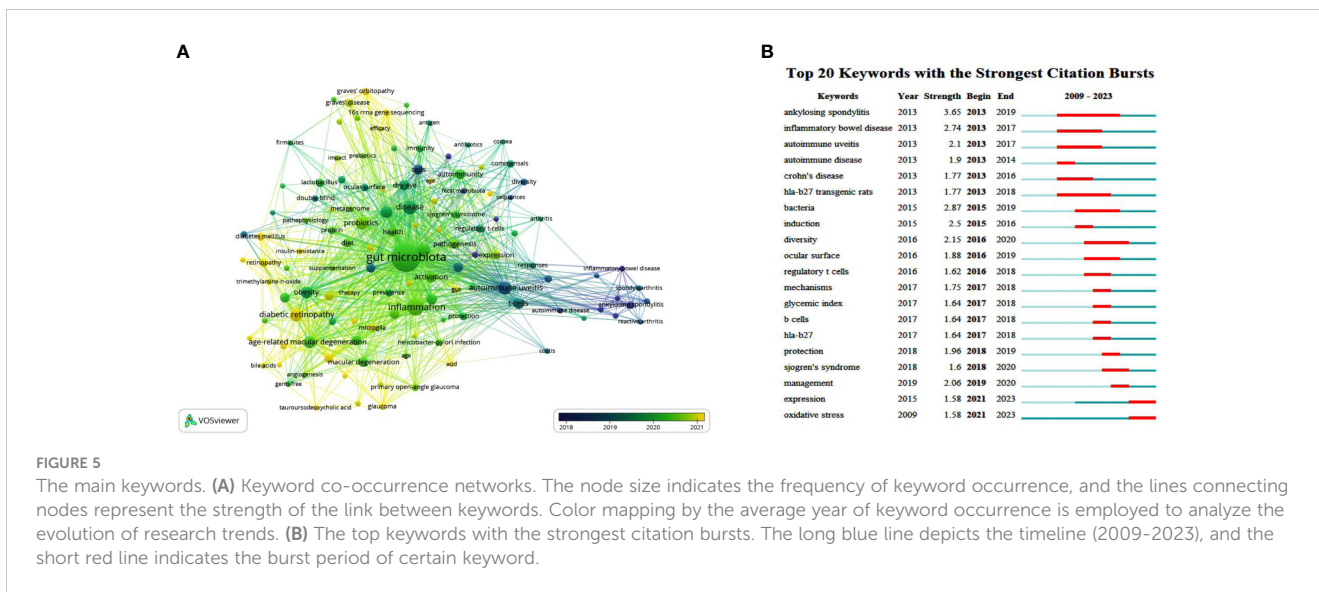 A
graves' orbitopathy
graves' disease
16s rrna gene sequencing
efficacy
antigen
firmicutes
impact
prebiotics
immunity
antibiotics
cornea
commensals
cells
autoimmunity
lactobacillus
ocular surface
dry eye
eye
fecal microbiota
diversity
double-blind
disease
sequences
metagenome
sjogren's syndrome
pathophysiology
probiotics
regulatory t-cells
arthritis
protein
health
diabetes mellitus
diet
pathogenesis
insulin-resistance
gut microbiota
expression
retinopathy
supplementation
responses
inflammatory bowel disease
trimethylamine-n-oxide
activation
obesity
therapy
prevalence
gut
autoimmune uveitis
spondyloarthritis
t-cells
ankylosing spondylitis
diabetic retinopathy
inflammation
autoimmune disease
reactive arthritis
microglia
protection
age-related macular degeneration
helicobacter-pylori infection
colitis
age
bile acids
macular degeneration
acid
angiogenesis
germ-free
primary open-angle glaucoma
tauroursodeoxycholic acid
glaucoma
VOSviewer
2018 2019 2020 2021
B
Top 20 Keywords with the Strongest Citation Bursts
Keywords Year Strength Begin End 2009 - 2023
ankylosing spondylitis 2013 3.65 2013 2019
inflammatory bowel disease 2013 2.74 2013 2017
autoimmune uveitis 2013 2.1 2013 2017
autoimmune disease 2013 1.9 2013 2014
crohn's disease 2013 1.77 2013 2016
hla-b27 transgenic rats 2013 1.77 2013 2018
bacteria 2015 2.87 2015 2019
induction 2015 2.5 2015 2016
diversity 2016 2.15 2016 2020
ocular surface 2016 1.88 2016 2019
regulatory t cells 2016 1.62 2016 2018
mechanisms 2017 1.75 2017 2018
glycemic index 2017 1.64 2017 2018
b cells 2017 1.64 2017 2018
hla-b27 2017 1.64 2017 2018
protection 2018 1.96 2018 2019
sjogren's syndrome 2018 1.6 2018 2020
management 2019 2.06 2019 2020
expression 2015 1.58 2021 2023
oxidative stress 2009 1.58 2021 2023
FIGURE 5
The main keywords. (A) Keyword co-occurrence networks. The node size indicates the frequency of keyword occurrence, and the lines connecting
nodes represent the strength of the link between keywords. Color mapping by the average year of keyword occurrence is employed to analyze the
evolution of research trends. (B) The top keywords with the strongest citation bursts. The long blue line depicts the timeline (2009-2023), and the
short red line indicates the burst period of certain keyword.